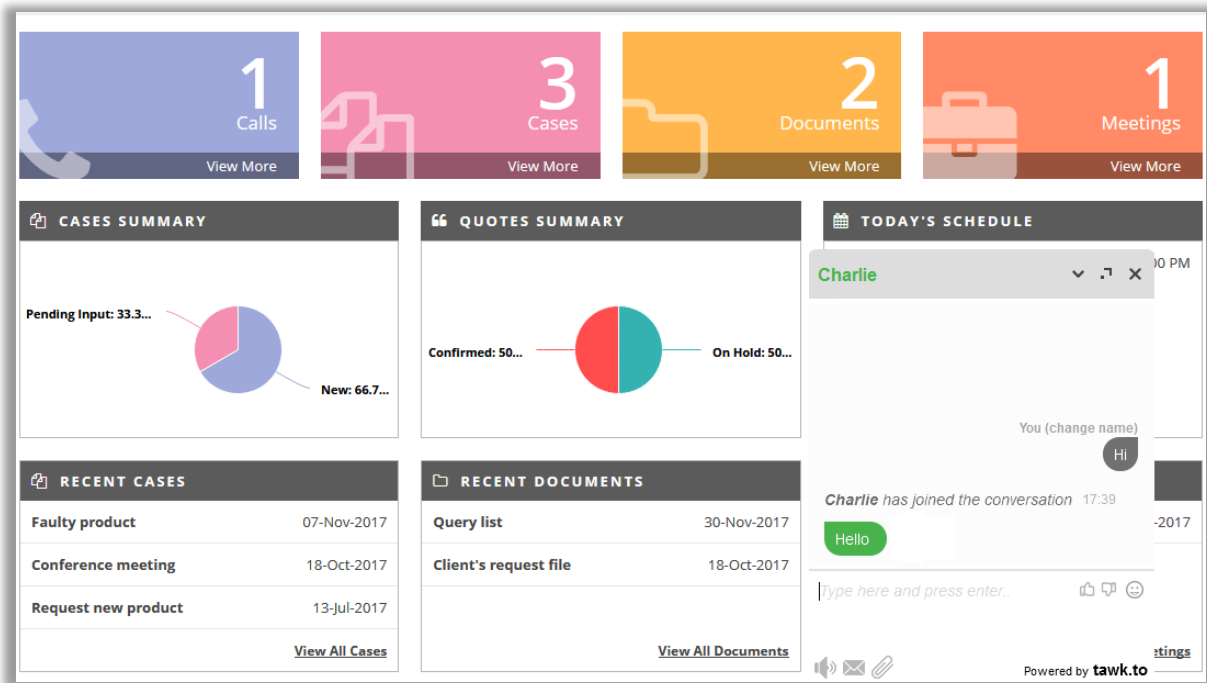 1
Calls
View More
3
Cases
View More
2
Documents
View More
1
Meetings
View More
CASES SUMMARY
Pending Input: 33.3...
New: 66.7...
QUOTES SUMMARY
Confirmed: 50...
On Hold: 50...
TODAY'S SCHEDULE
00 PM
RECENT CASES
Faulty product 07-Nov-2017
Conference meeting 18-Oct-2017
Request new product 13-Jul-2017
View All Cases
RECENT DOCUMENTS
Query list 30-Nov-2017
Client's request file 18-Oct-2017
View All Documents
-2017
etings
Charlie
You (change name)
Hi
Charlie has joined the conversation 17:39
Hello
Type here and press enter..
Powered by tawk.to